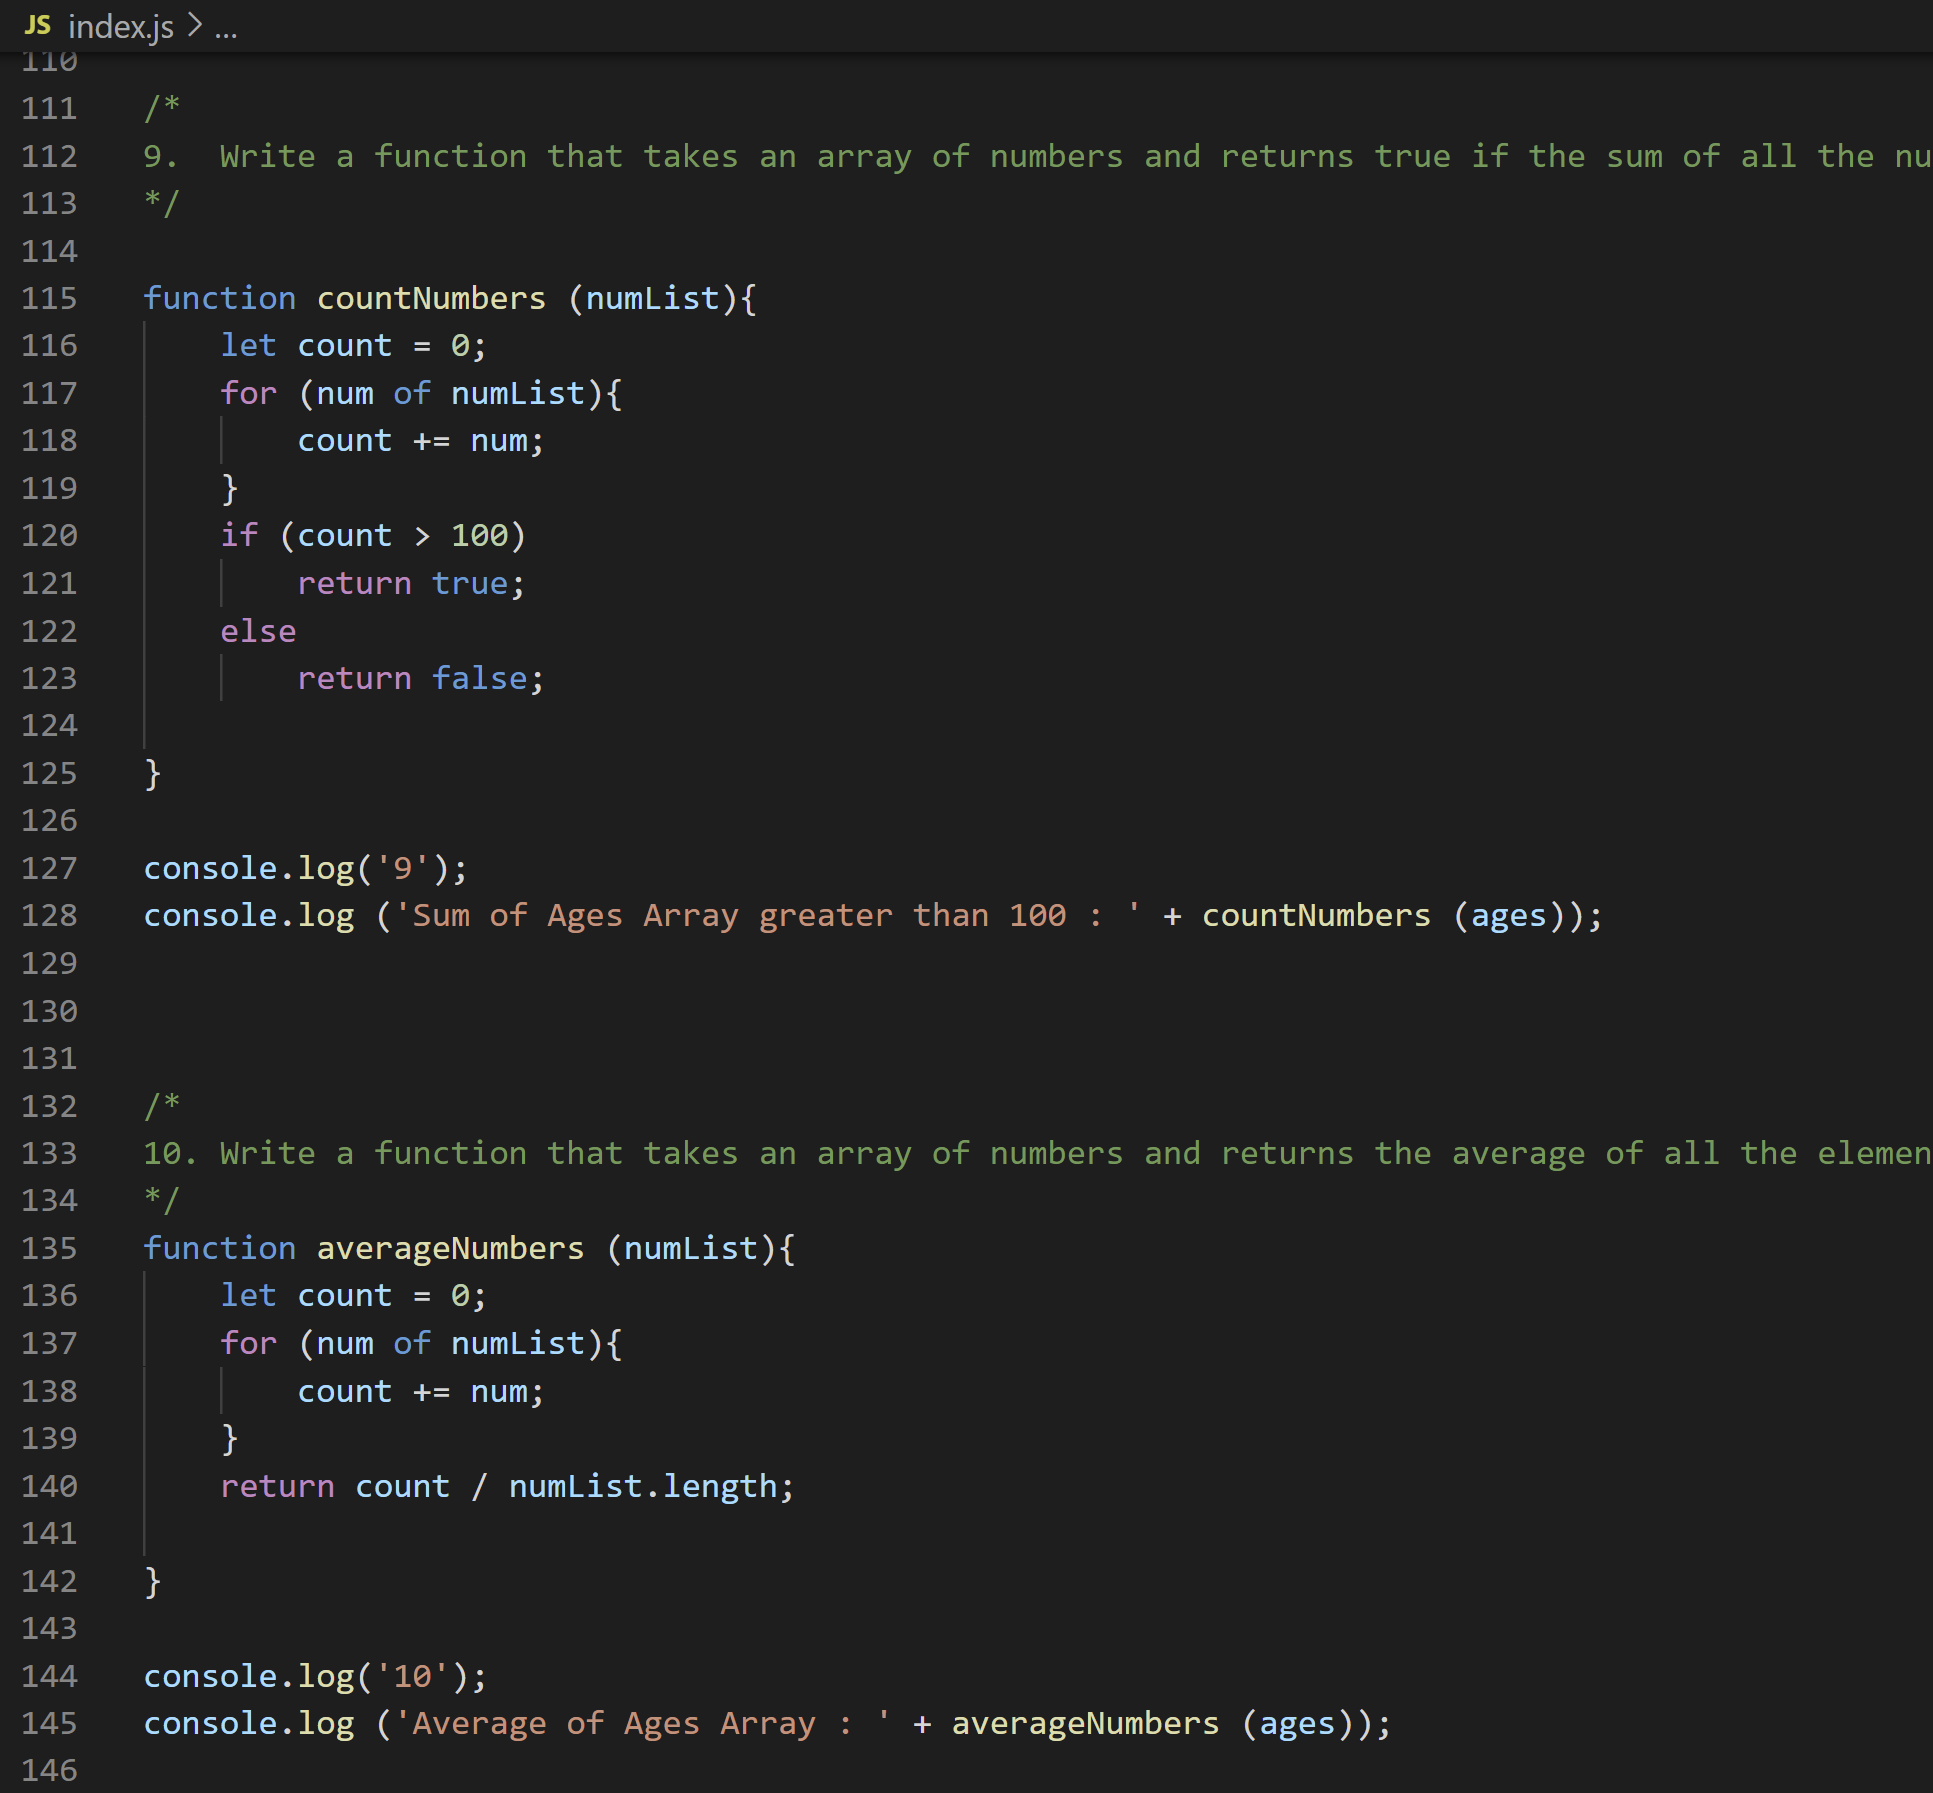 JS index.js > ...
110
111 /*
112 9.  Write a function that takes an array of numbers and returns true if the sum of all the nu
113 */
114
115 function countNumbers (numList){
116     let count = 0;
117     for (num of numList){
118         count += num;
119     }
120     if (count > 100)
121         return true;
122     else
123         return false;
124
125 }
126
127 console.log('9');
128 console.log ('Sum of Ages Array greater than 100 : ' + countNumbers (ages));
129
130
131
132 /*
133 10. Write a function that takes an array of numbers and returns the average of all the elemen
134 */
135 function averageNumbers (numList){
136     let count = 0;
137     for (num of numList){
138         count += num;
139     }
140     return count / numList.length;
141
142 }
143
144 console.log('10');
145 console.log ('Average of Ages Array : ' + averageNumbers (ages));
146